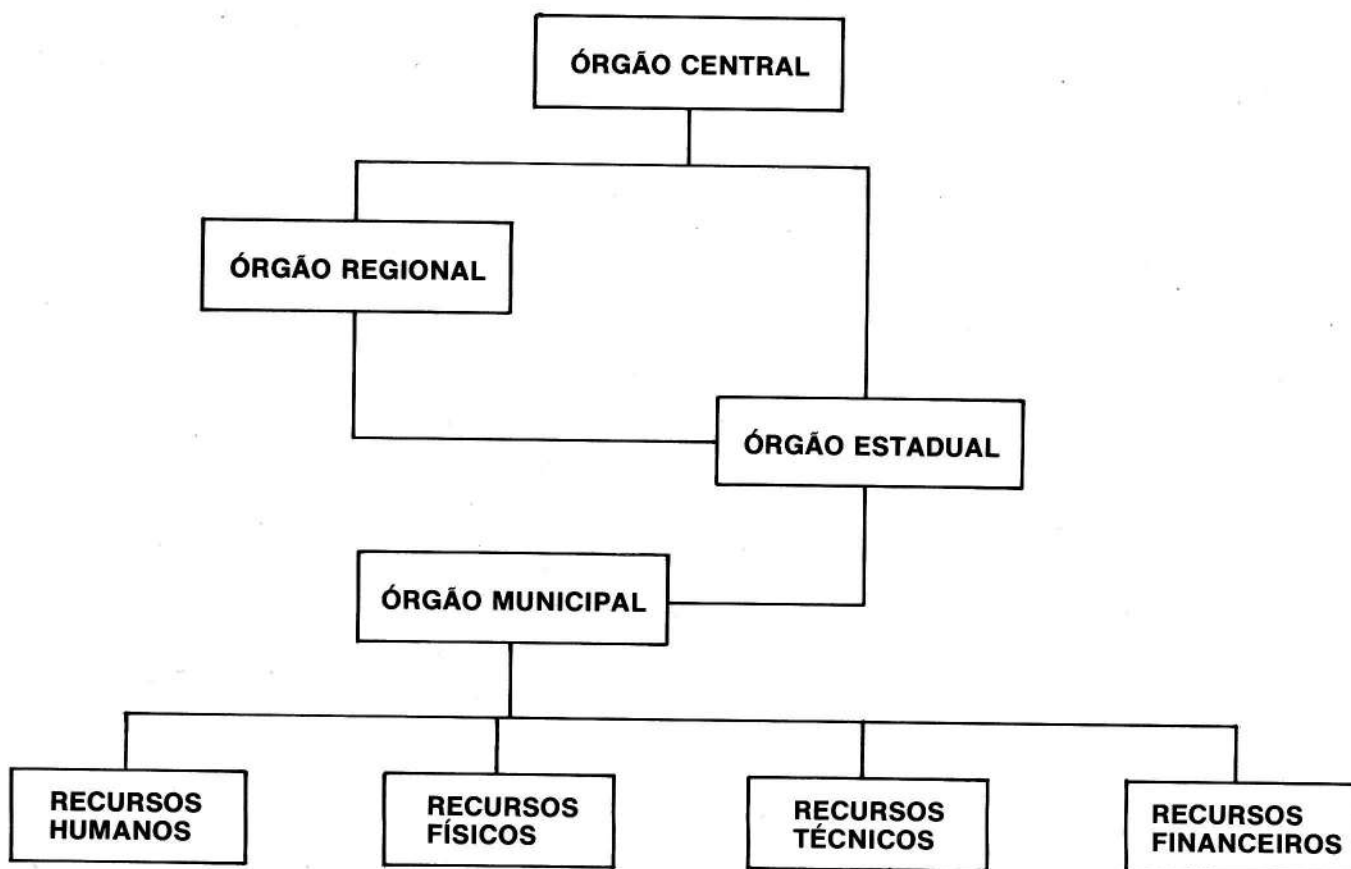 ÓRGÃO CENTRAL
ÓRGÃO REGIONAL
ÓRGÃO ESTADUAL
ÓRGÃO MUNICIPAL
RECURSOS
HUMANOS
RECURSOS
FÍSICOS
RECURSOS
TÉCNICOS
RECURSOS
FINANCEIROS